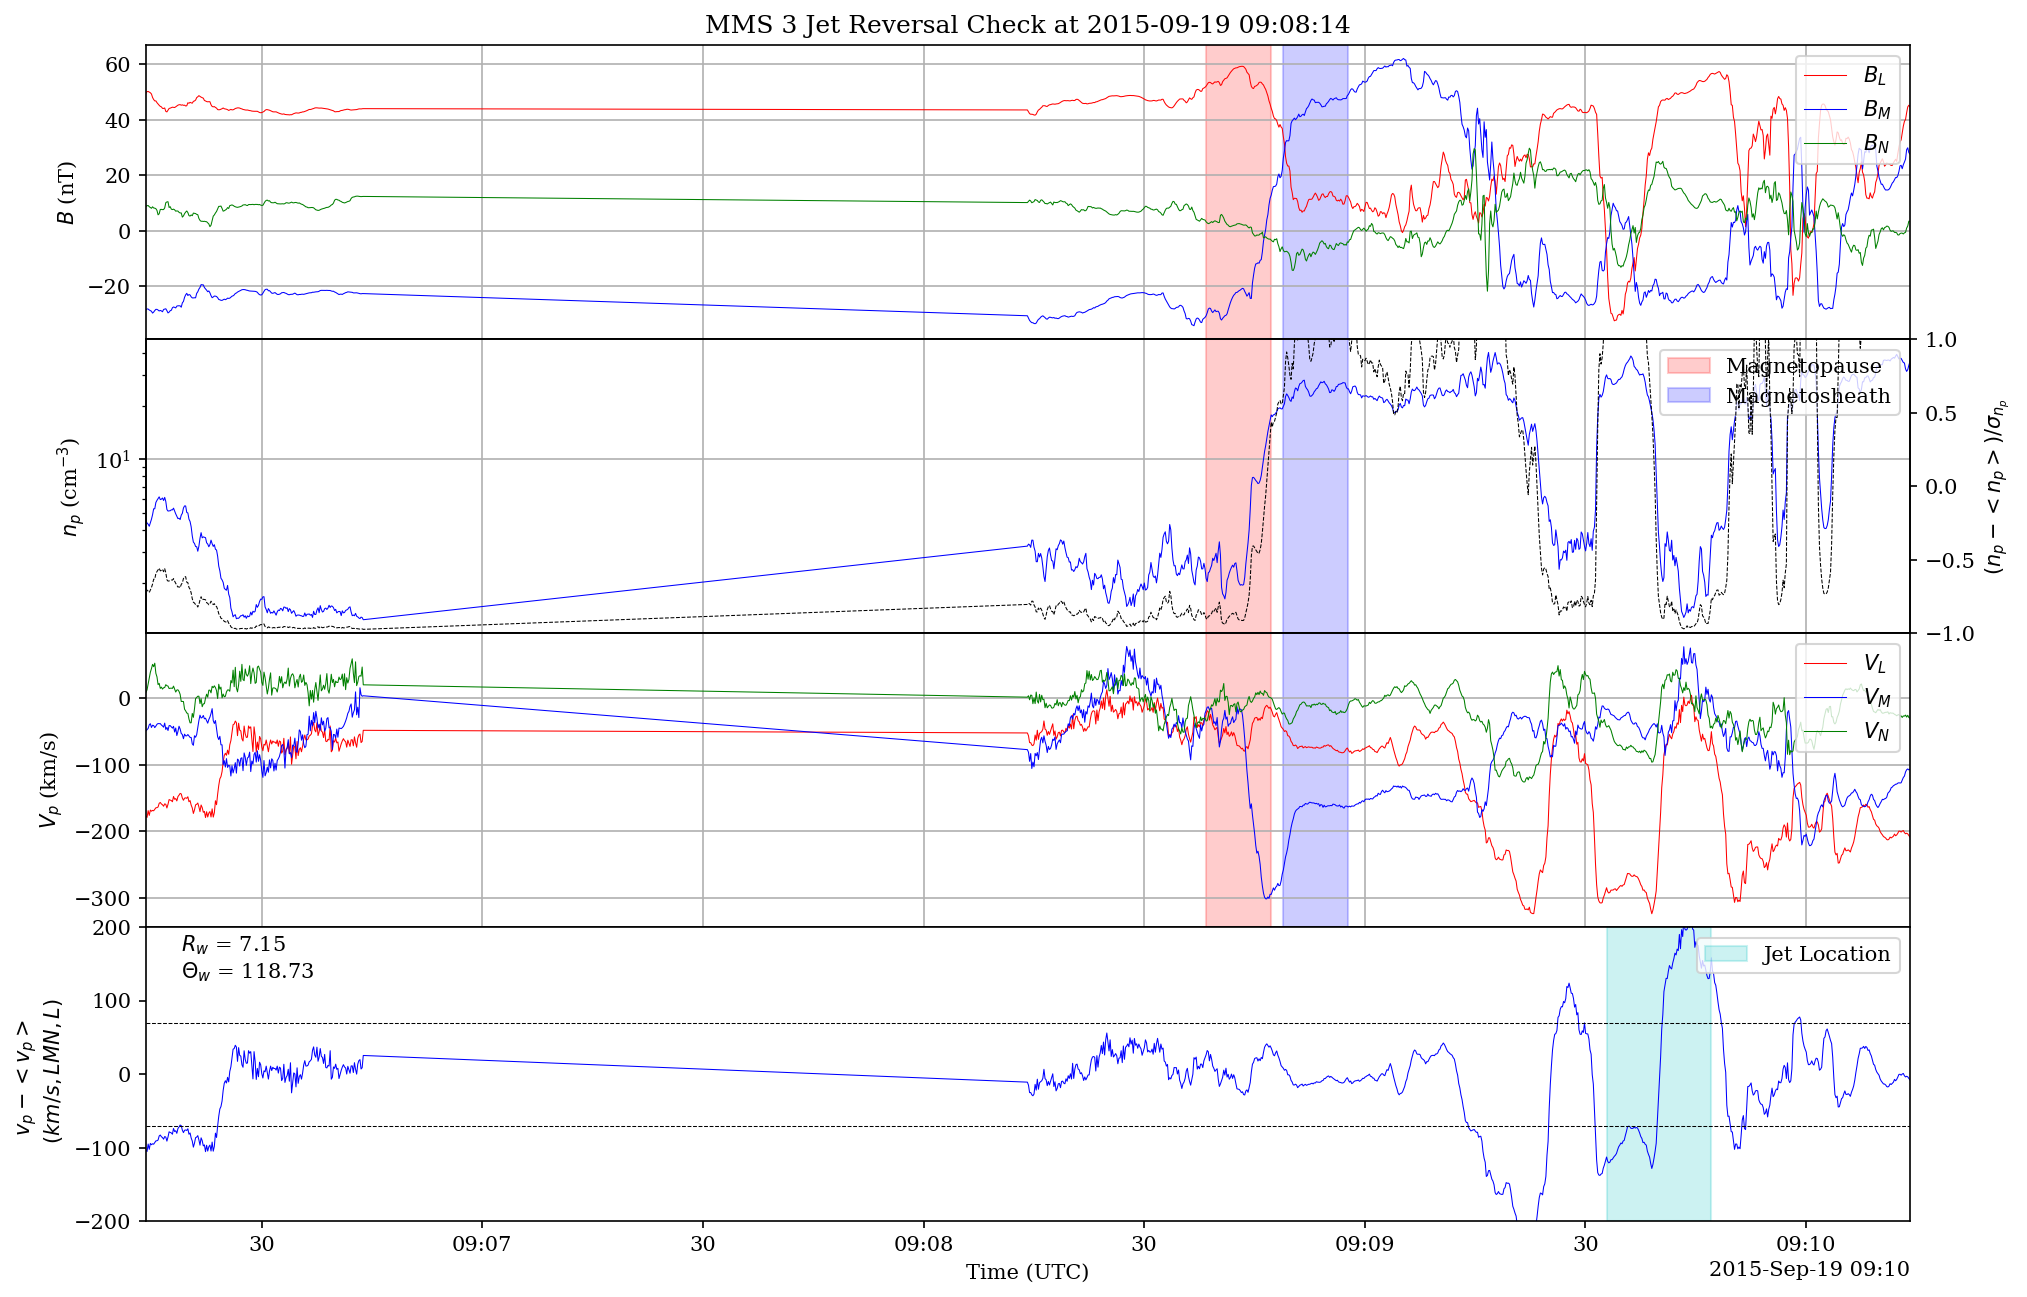 MMS 3 Jet Reversal Check at 2015-09-19 09:08:14
60
40
20
0
−20
B (nT)
B_L
B_M
B_N
10^1
n_p (cm^{−3})
1.0
0.5
0.0
−0.5
−1.0
(n_p − < n_p >)/σ_{n_p}
Magnetopause
Magnetosheath
0
−100
−200
−300
V_p (km/s)
V_L
V_M
V_N
200
100
0
−100
−200
v_p − < v_p >
(km/s, LMN, L)
R_w = 7.15
Θ_w = 118.73
Jet Location
30
09:07
30
09:08
30
09:09
30
09:10
Time (UTC)
2015-Sep-19 09:10